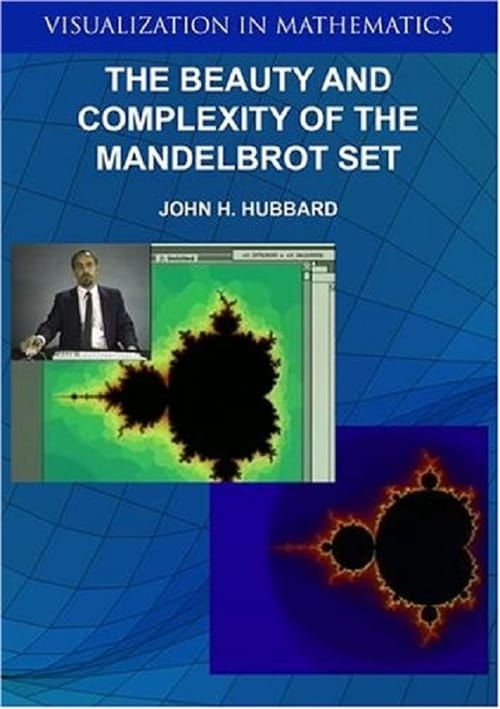 VISUALIZATION IN MATHEMATICS
THE BEAUTY AND
COMPLEXITY OF THE
MANDELBROT SET
JOHN H. HUBBARD